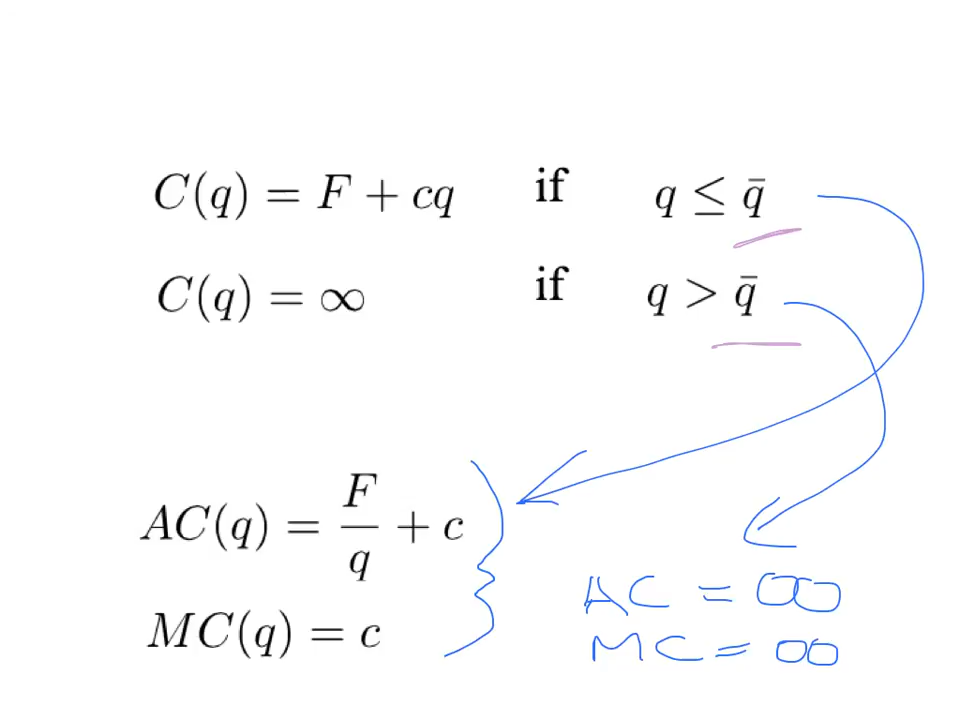 C(q) = F + cq if q ≤ q̄
C(q) = ∞ if q > q̄
AC(q) = F/q + c
MC(q) = c
AC = ∞
MC = ∞